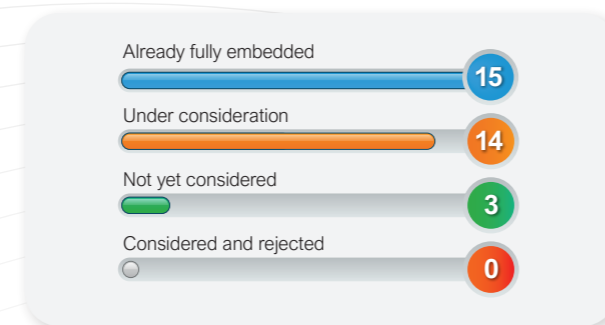 Already fully embedded
15
Under consideration
14
Not yet considered
3
Considered and rejected
0